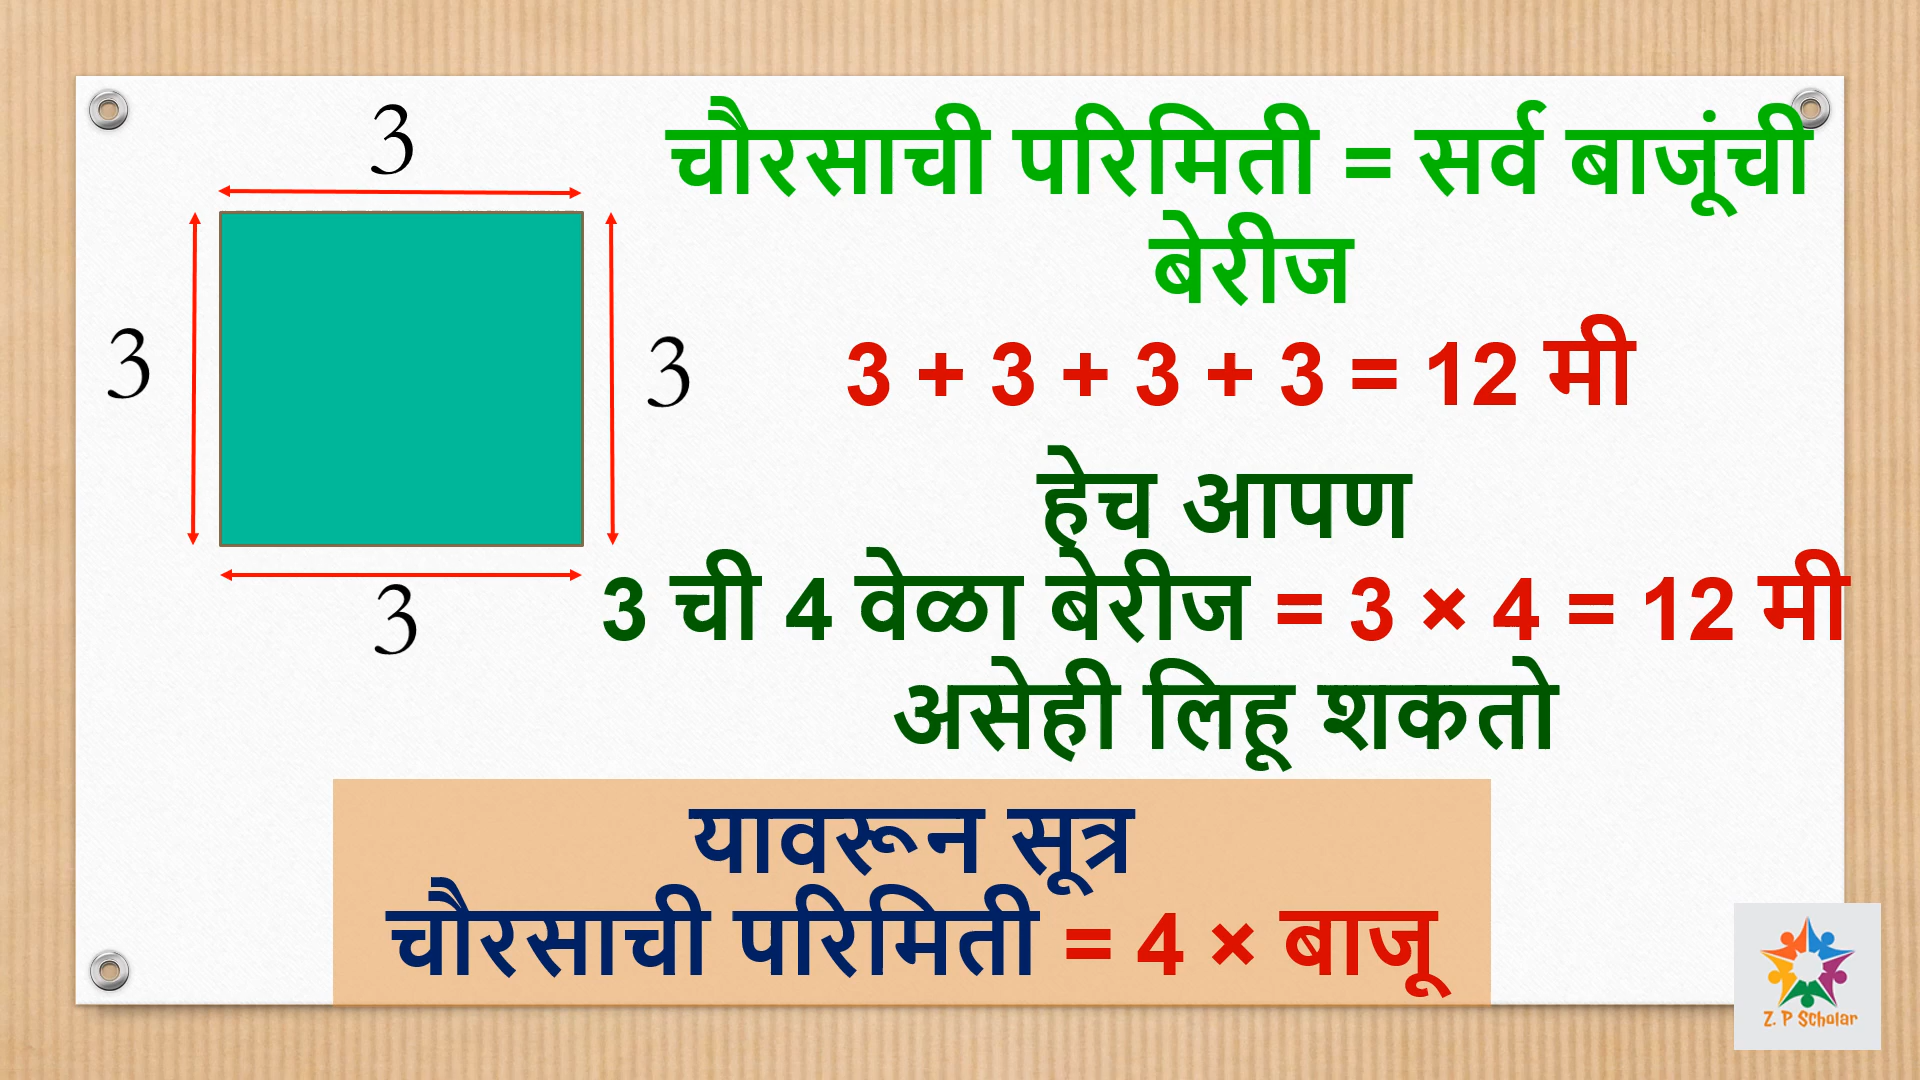 3
3
3
3
चौरसाची परिमिती = सर्व बाजूंची
बेरीज
3 + 3 + 3 + 3 = 12 मी
हेच आपण
3 ची 4 वेळा बेरीज = 3 × 4 = 12 मी
असेही लिहू शकतो
यावरून सूत्र
चौरसाची परिमिती = 4 × बाजू
Z. P Scholar